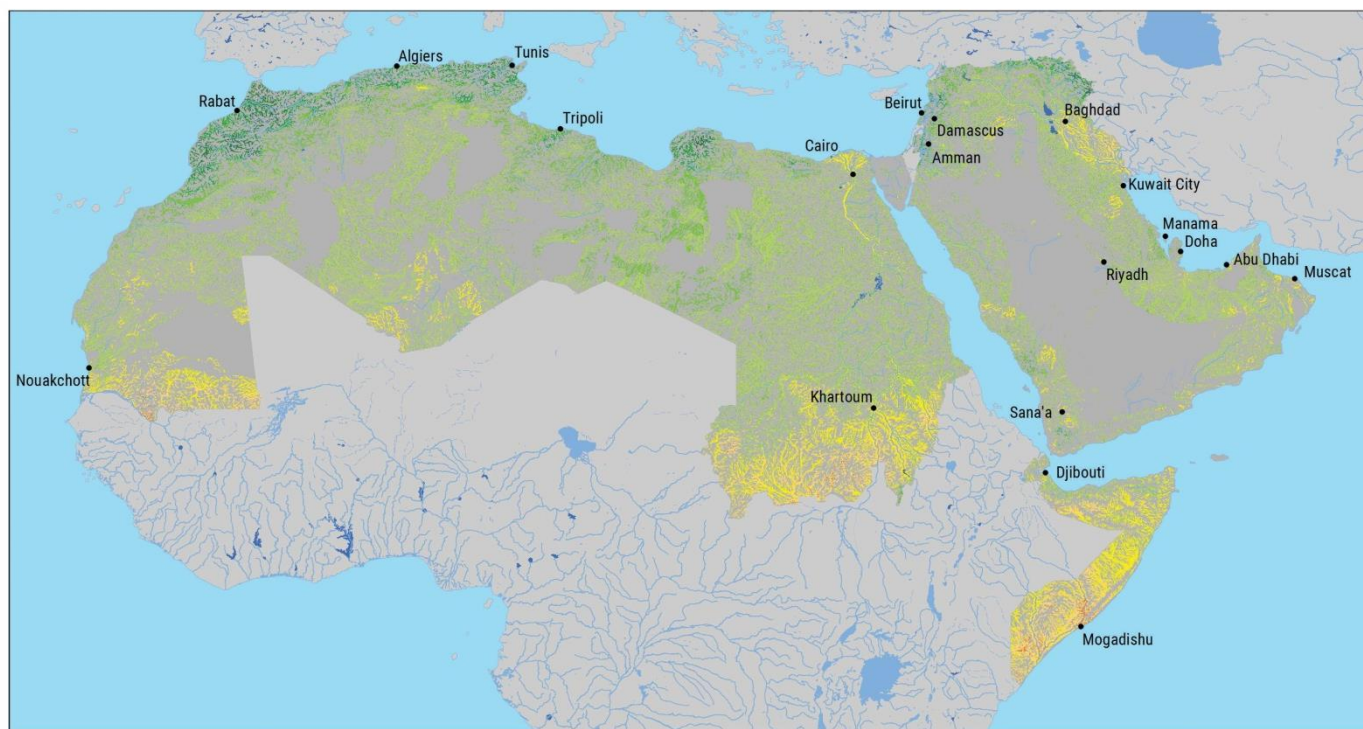 Algiers
Tunis
Rabat
Tripoli
Beirut
Baghdad
Damascus
Cairo
Amman
Kuwait City
Manama
Doha
Abu Dhabi
Riyadh
Muscat
Nouakchott
Khartoum
Sana'a
Djibouti
Mogadishu